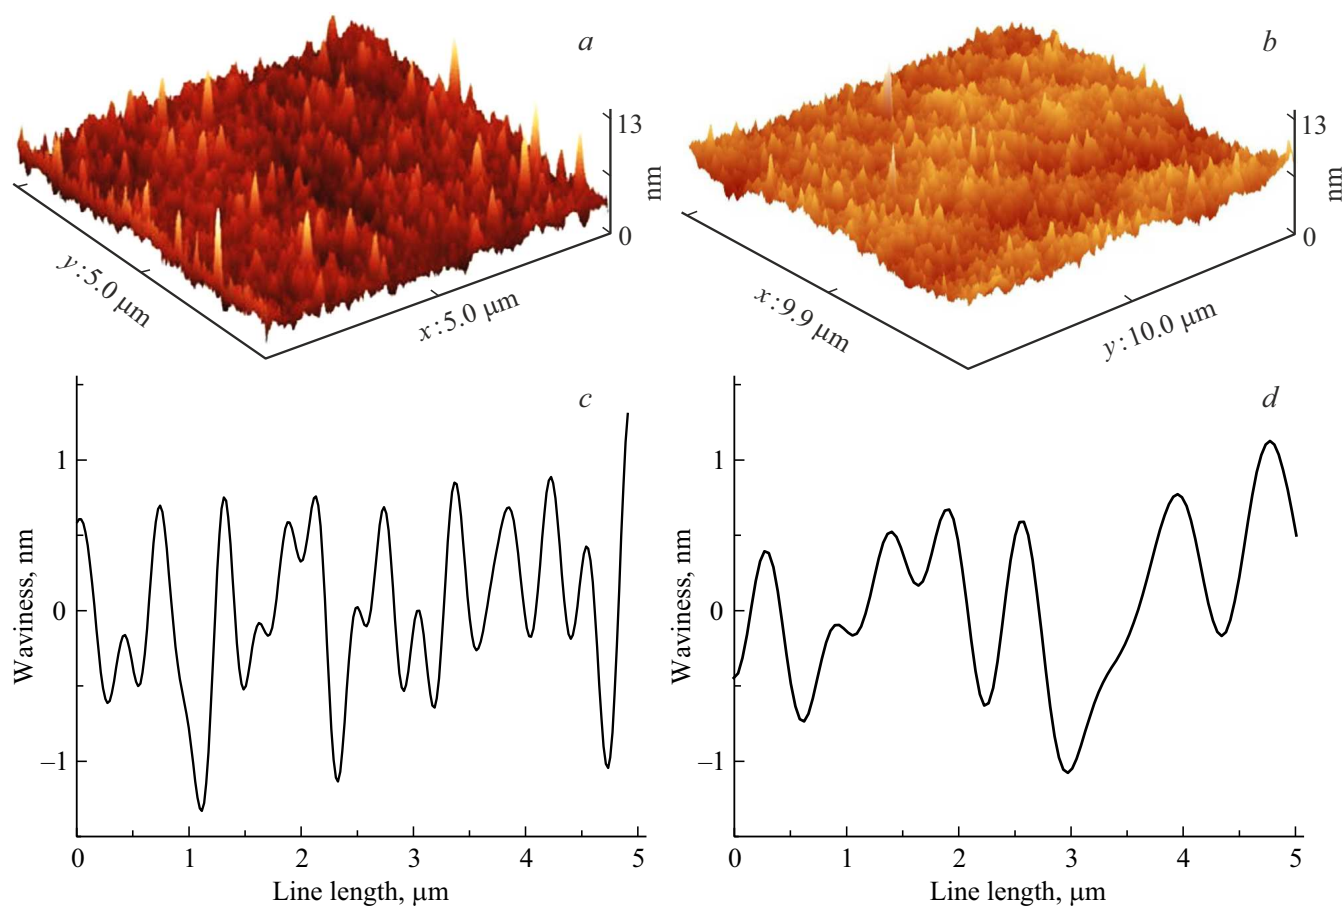 a
13
nm
0
y:5.0 μm
x:5.0 μm
b
13
nm
0
x:9.9 μm
y:10.0 μm
c
1
0
–1
Waviness, nm
0 1 2 3 4 5
Line length, μm
d
1
0
–1
Waviness, nm
0 1 2 3 4 5
Line length, μm